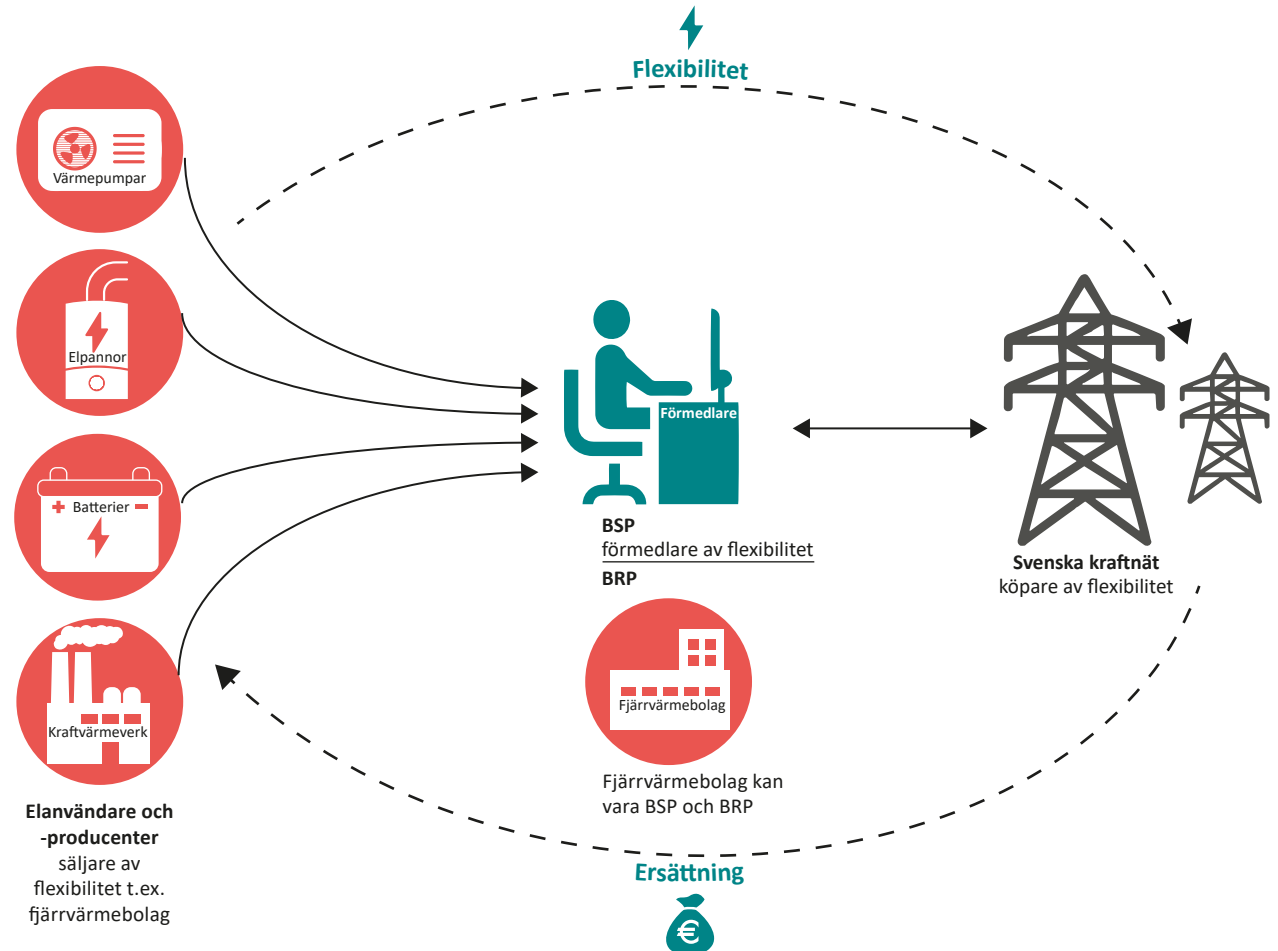 Flexibilitet
Värmepumpar
Elpannor
Batterier
Kraftvärmeverk
Elanvändare och
-producenter
säljare av
flexibilitet t.ex.
fjärrvärmebolag
Förmedlare
BSP
förmedlare av flexibilitet
BRP
Fjärrvärmebolag
Fjärrvärmebolag kan
vara BSP och BRP
Svenska kraftnät
köpare av flexibilitet
Ersättning
€